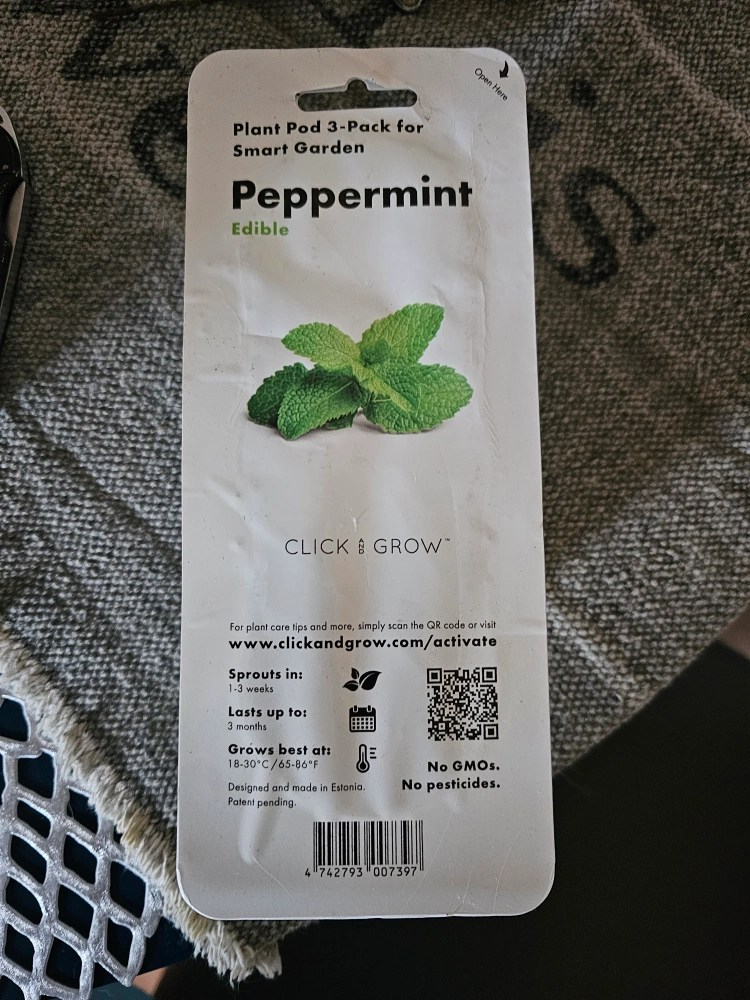 Open Here
Plant Pod 3-Pack for
Smart Garden
Peppermint
Edible
CLICK AND GROW™
For plant care tips and more, simply scan the QR code or visit
www.clickandgrow.com/activate
Sprouts in:
1-3 weeks
Lasts up to:
3 months
Grows best at:
18-30°C/65-86°F
No GMOs.
No pesticides.
Designed and made in Estonia.
Patent pending.
4 742793 007397